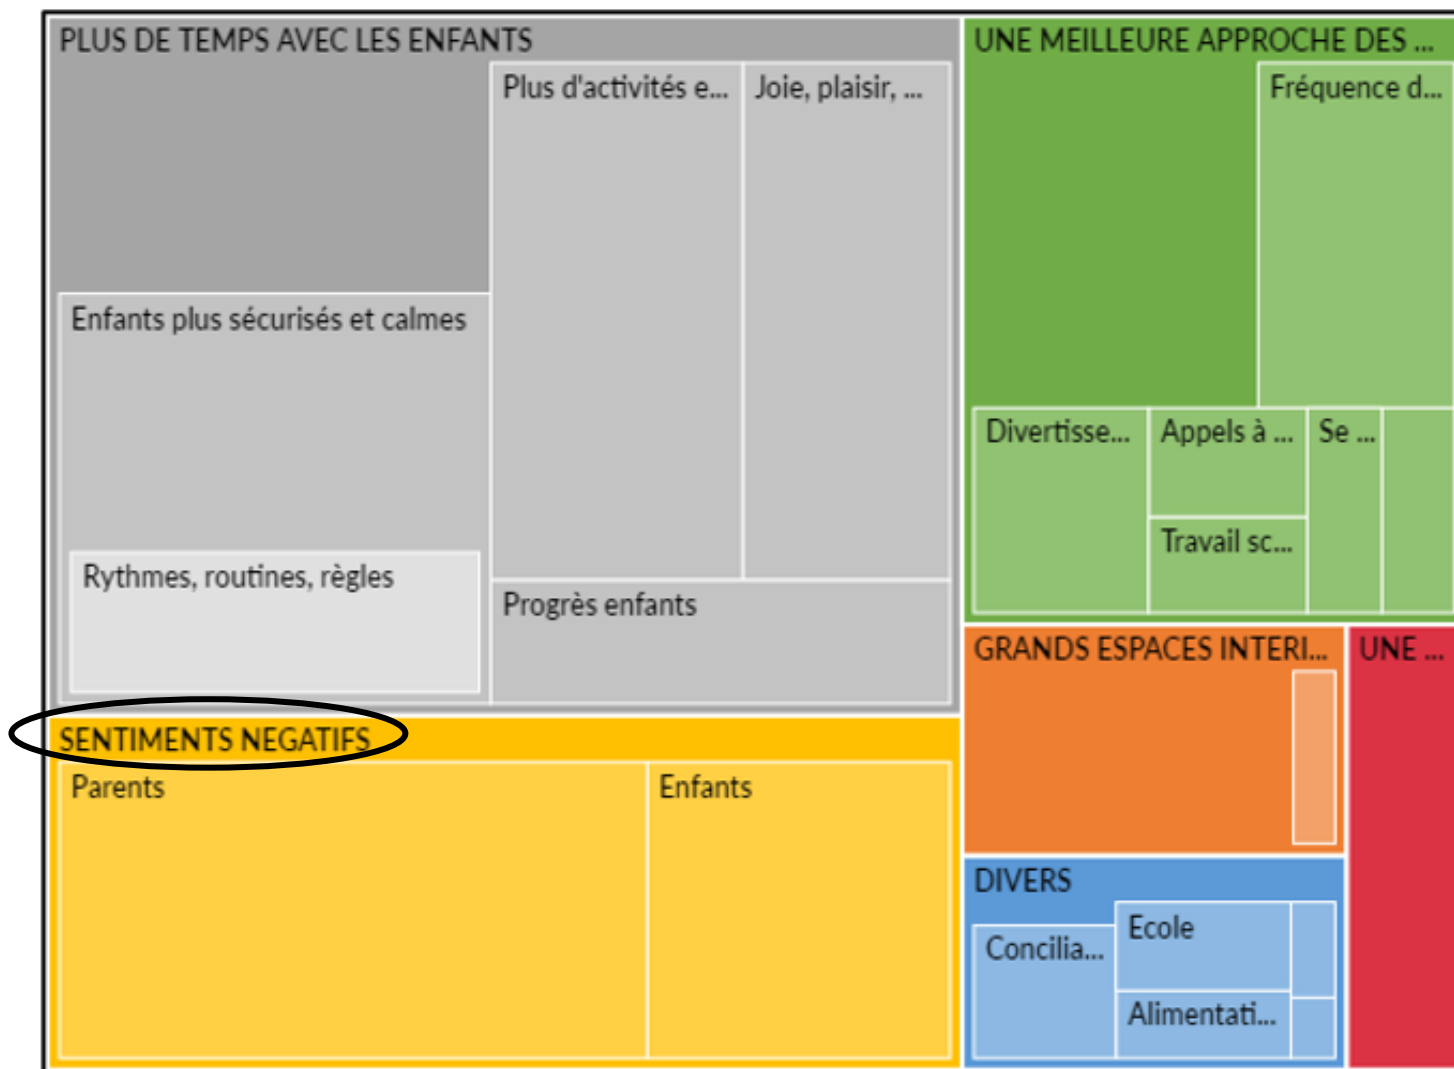 PLUS DE TEMPS AVEC LES ENFANTS
Plus d'activités e...
Joie, plaisir, ...
Enfants plus sécurisés et calmes
Rythmes, routines, règles
Progrès enfants
SENTIMENTS NEGATIFS
Parents
Enfants
UNE MEILLEURE APPROCHE DES ...
Fréquence d...
Divertisse...
Appels à ...
Se ...
Travail sc...
GRANDS ESPACES INTERI...
UNE ...
DIVERS
Concilia...
Ecole
Alimentati...